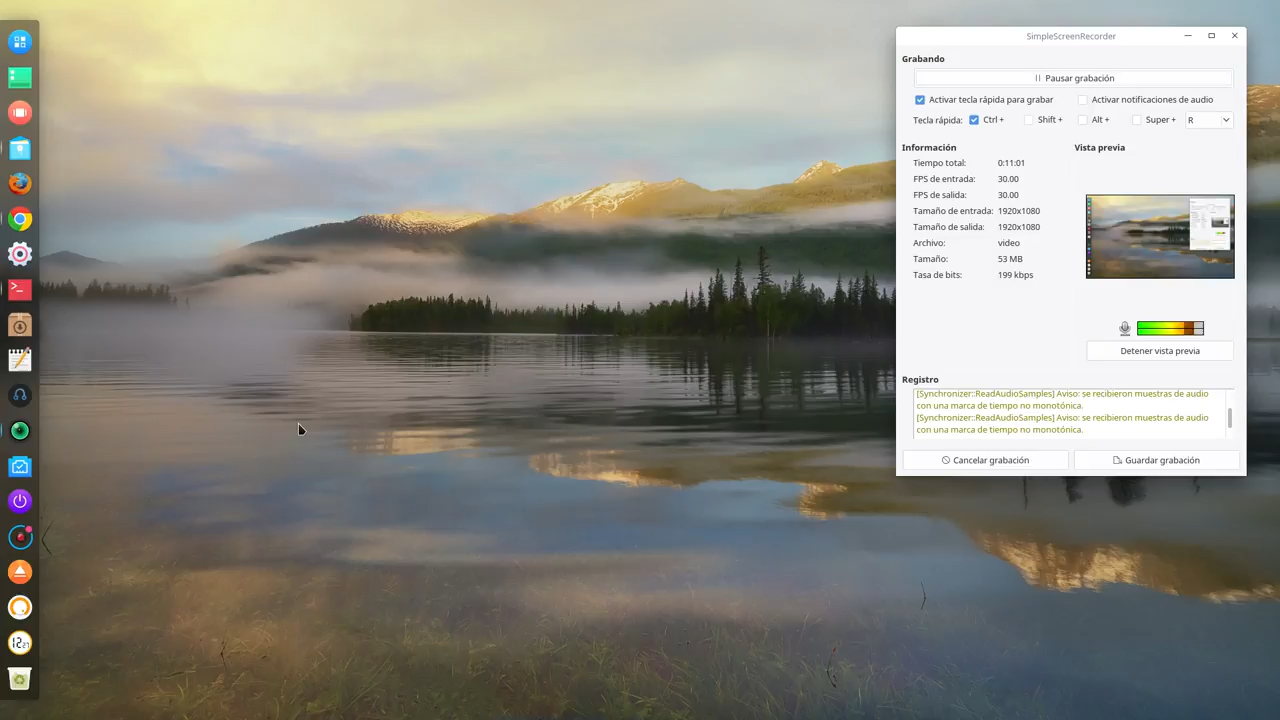 SimpleScreenRecorder
Grabando
Pausar grabación
Activar tecla rápida para grabar
Activar notificaciones de audio
Tecla rápida: Ctrl + Shift + Alt + Super + R
Información
Vista previa
Tiempo total: 0:11:01
FPS de entrada: 30.00
FPS de salida: 30.00
Tamaño de entrada: 1920x1080
Tamaño de salida: 1920x1080
Archivo: video
Tamaño: 53 MB
Tasa de bits: 199 kbps
Detener vista previa
Registro
[Synchronizer::ReadAudioSamples] Aviso: se recibieron muestras de audio
con una marca de tiempo no monotónica.
[Synchronizer::ReadAudioSamples] Aviso: se recibieron muestras de audio
con una marca de tiempo no monotónica.
Cancelar grabación
Guardar grabación